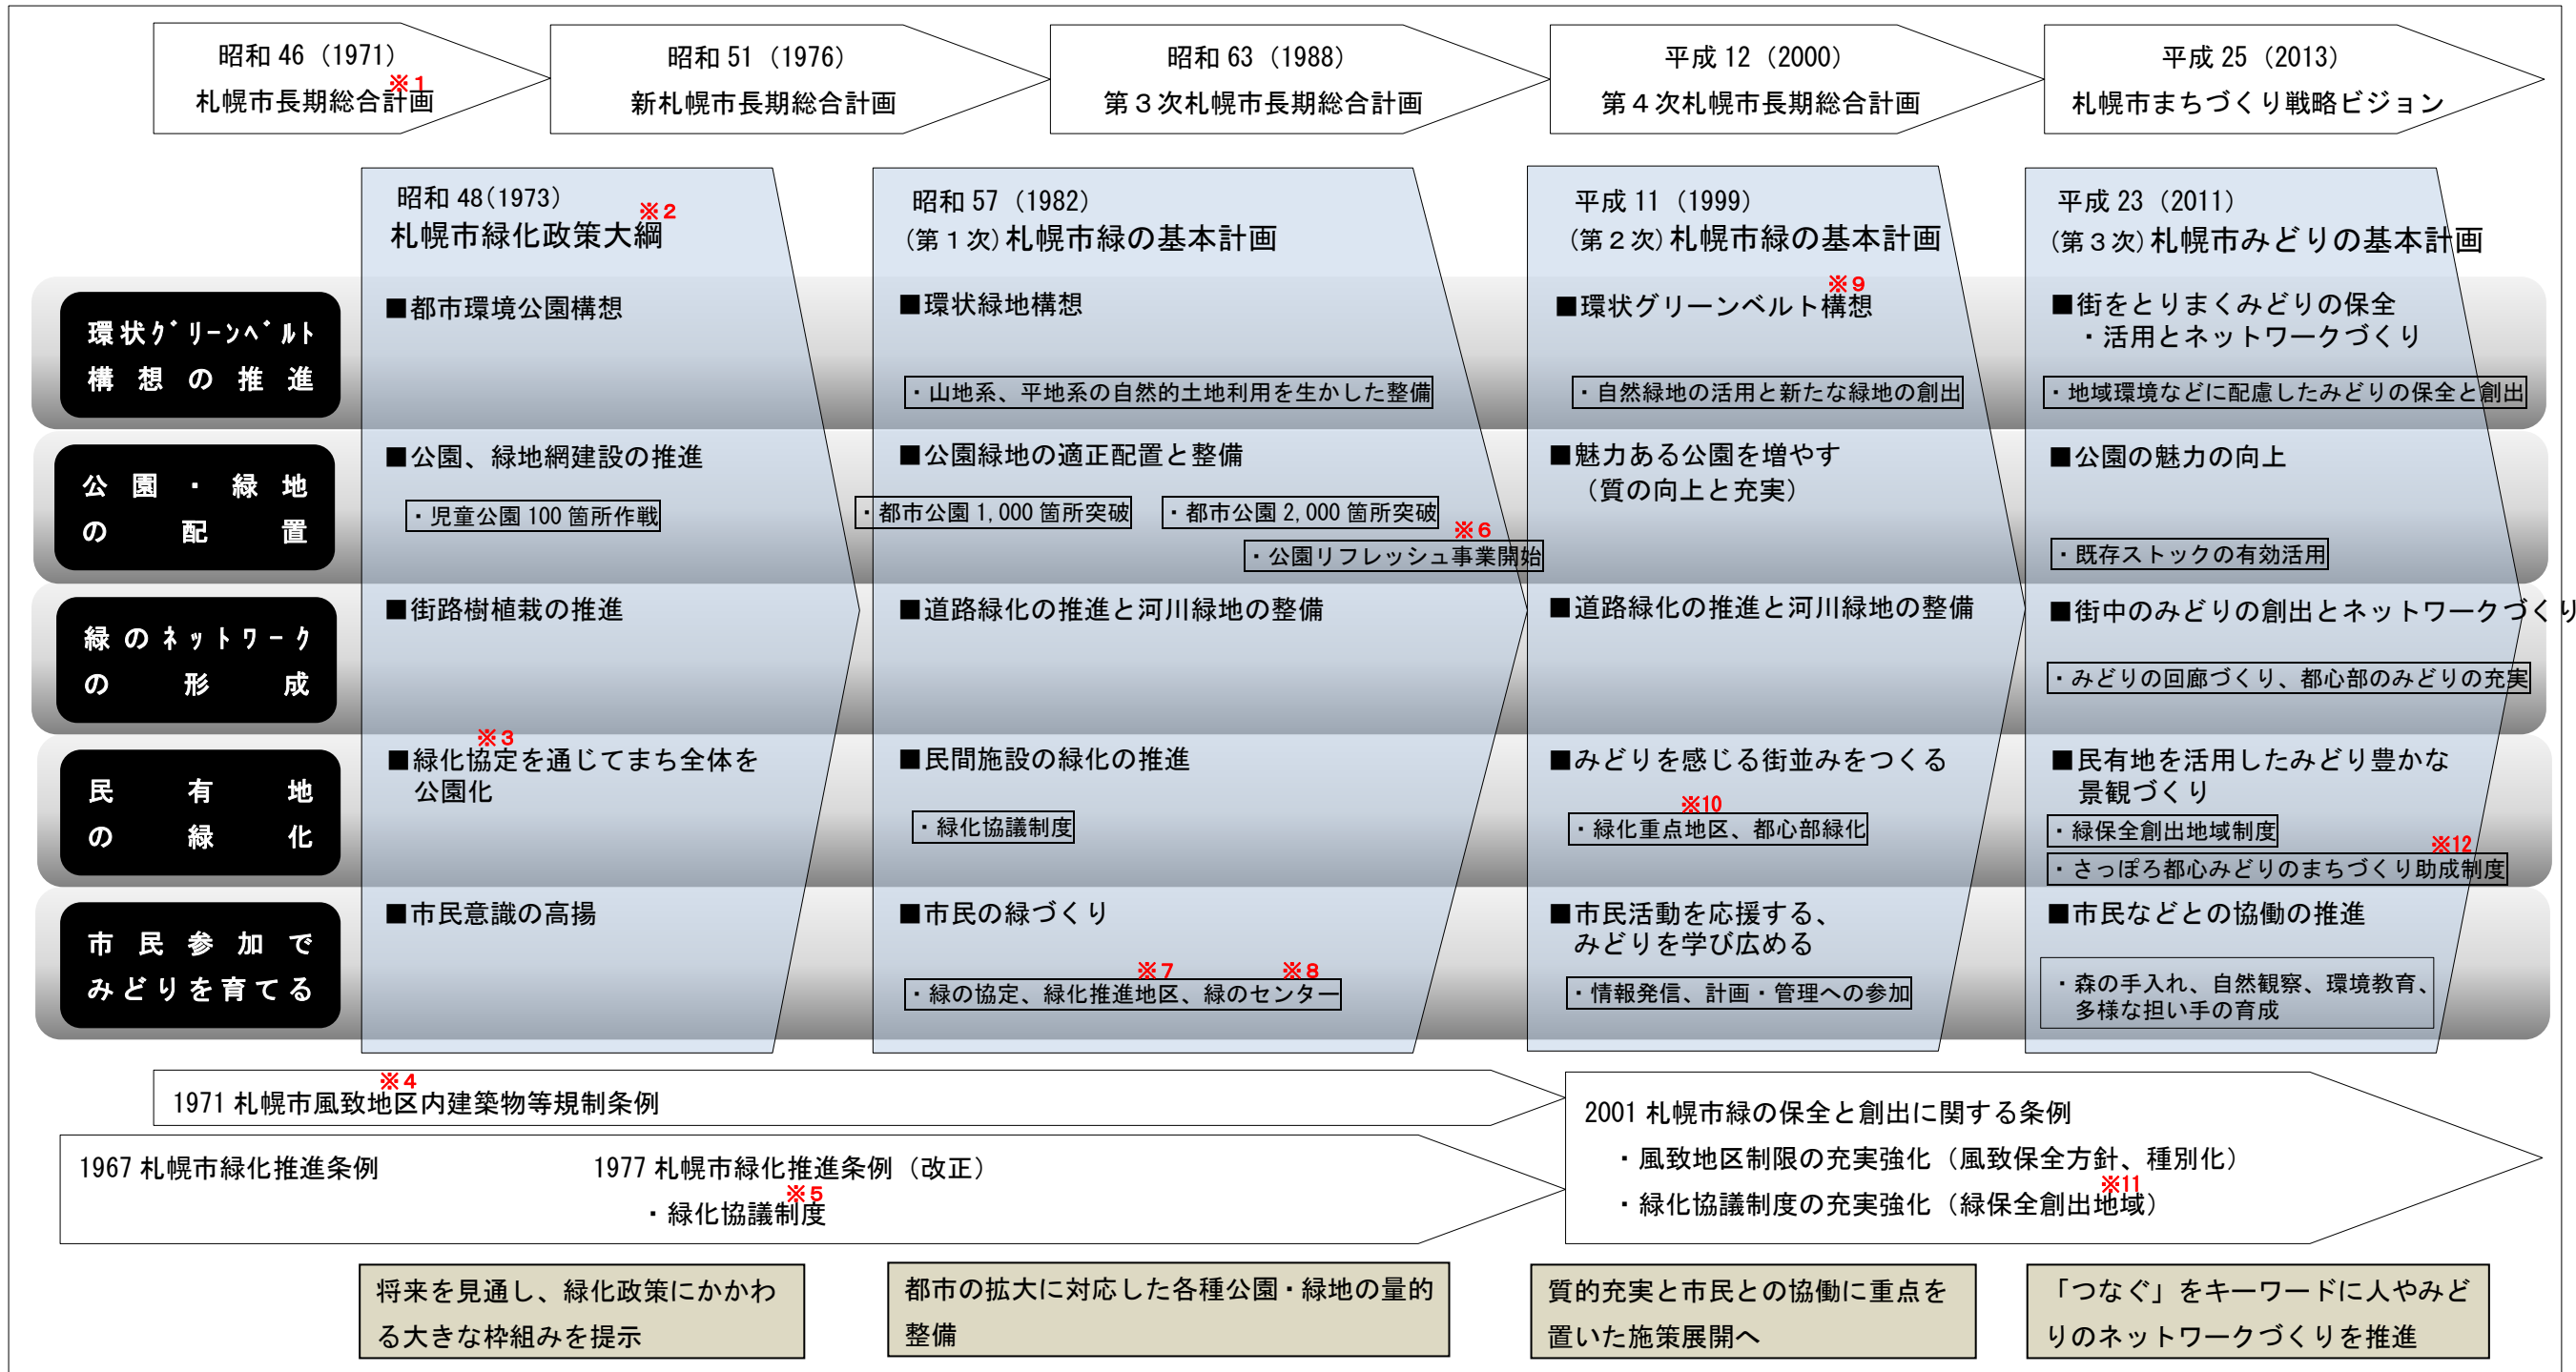 昭和 46（1971）
※1
札幌市長期総合計画
昭和 51（1976）
新札幌市長期総合計画
昭和 63（1988）
第３次札幌市長期総合計画
平成 12（2000）
第４次札幌市長期総合計画
平成 25（2013）
札幌市まちづくり戦略ビジョン
昭和 48(1973)
※2
札幌市緑化政策大綱
昭和 57（1982）
(第１次)札幌市緑の基本計画
平成 11（1999）
(第２次)札幌市緑の基本計画
平成 23（2011）
(第３次)札幌市みどりの基本計画
環状ｸﾞﾘｰﾝﾍﾞﾙﾄ
構想の推進
■都市環境公園構想
■環状緑地構想
・山地系、平地系の自然的土地利用を生かした整備
※9
■環状グリーンベルト構想
・自然緑地の活用と新たな緑地の創出
■街をとりまくみどりの保全
・活用とネットワークづくり
・地域環境などに配慮したみどりの保全と創出
公園・緑地
の配置
■公園、緑地網建設の推進
・児童公園 100 箇所作戦
■公園緑地の適正配置と整備
・都市公園 1,000 箇所突破
・都市公園 2,000 箇所突破
※6
・公園リフレッシュ事業開始
■魅力ある公園を増やす
（質の向上と充実）
■公園の魅力の向上
・既存ストックの有効活用
緑のﾈｯﾄﾜｰｸ
の形成
■街路樹植栽の推進
■道路緑化の推進と河川緑地の整備
■道路緑化の推進と河川緑地の整備
■街中のみどりの創出とネットワークづくり
・みどりの回廊づくり、都心部のみどりの充実
民有地
の緑化
※3
■緑化協定を通じてまち全体を
公園化
■民間施設の緑化の推進
・緑化協議制度
■みどりを感じる街並みをつくる
※10
・緑化重点地区、都心部緑化
■民有地を活用したみどり豊かな
景観づくり
・緑保全創出地域制度
※12
・さっぽろ都心みどりのまちづくり助成制度
市民参加で
みどりを育てる
■市民意識の高揚
■市民の緑づくり
※7 ※8
・緑の協定、緑化推進地区、緑のセンター
■市民活動を応援する、
みどりを学び広める
・情報発信、計画・管理への参加
■市民などとの協働の推進
・森の手入れ、自然観察、環境教育、
多様な担い手の育成
※4
1971 札幌市風致地区内建築物等規制条例
1967 札幌市緑化推進条例
1977 札幌市緑化推進条例（改正）
※5
・緑化協議制度
2001 札幌市緑の保全と創出に関する条例
・風致地区制限の充実強化（風致保全方針、種別化）
※11
・緑化協議制度の充実強化（緑保全創出地域）
将来を見通し、緑化政策にかかわ
る大きな枠組みを提示
都市の拡大に対応した各種公園・緑地の量的
整備
質的充実と市民との協働に重点を
置いた施策展開へ
「つなぐ」をキーワードに人やみど
りのネットワークづくりを推進